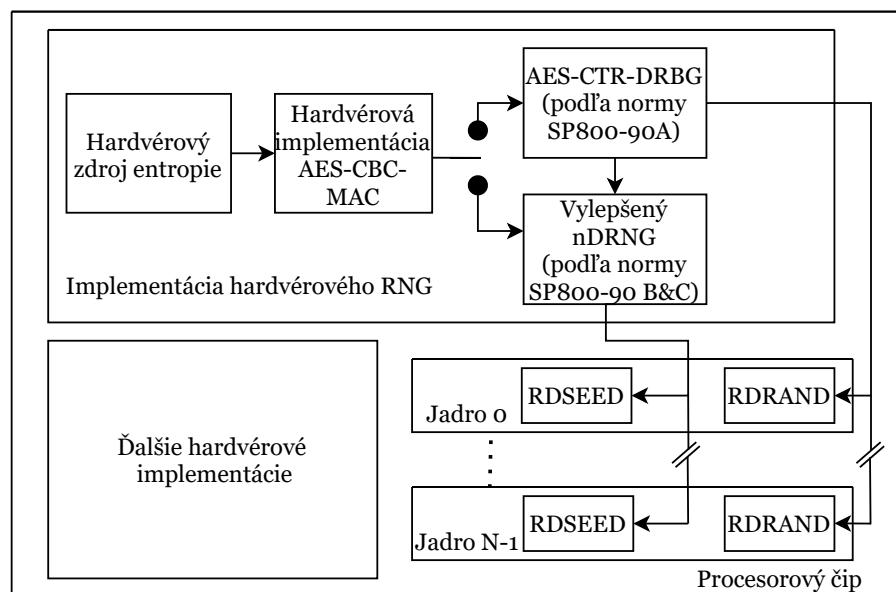 Hardvérový
zdroj entropie
Hardvérová
implementácia
AES-CBC-
MAC
AES-CTR-DRBG
(podľa normy
SP800-90A)
Vylepšený
nDRNG
(podľa normy
SP800-90 B&C)
Implementácia hardvérového RNG
Ďalšie hardvérové
implementácie
Jadro 0
RDSEED
RDRAND
Jadro N-1
RDSEED
RDRAND
Procesorový čip